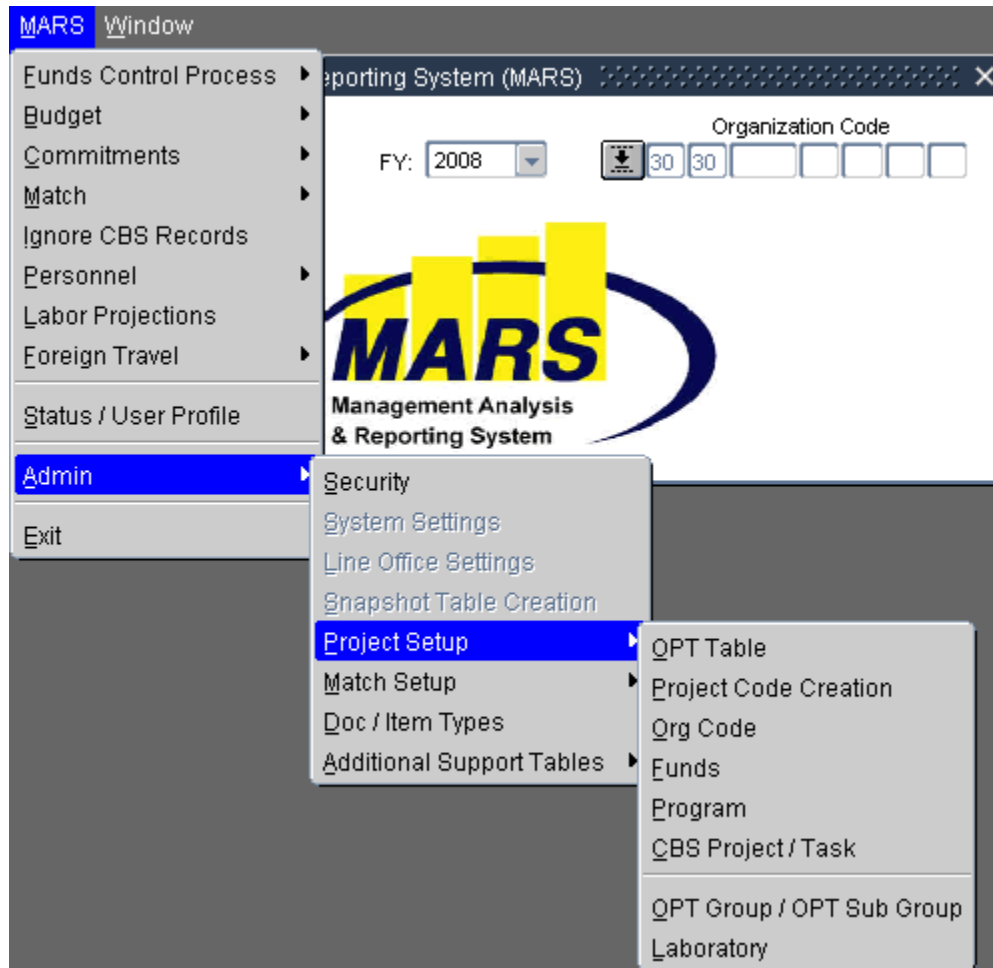 MARS Window
Funds Control Process
Budget
Commitments
Match
Ignore CBS Records
Personnel
Labor Projections
Foreign Travel
Status / User Profile
Admin
Exit
eporting System (MARS)
Organization Code
FY: 2008 30 30
MARS
Management Analysis
& Reporting System
Security
System Settings
Line Office Settings
Snapshot Table Creation
Project Setup
Match Setup
Doc / Item Types
Additional Support Tables
OPT Table
Project Code Creation
Org Code
Funds
Program
CBS Project / Task
OPT Group / OPT Sub Group
Laboratory